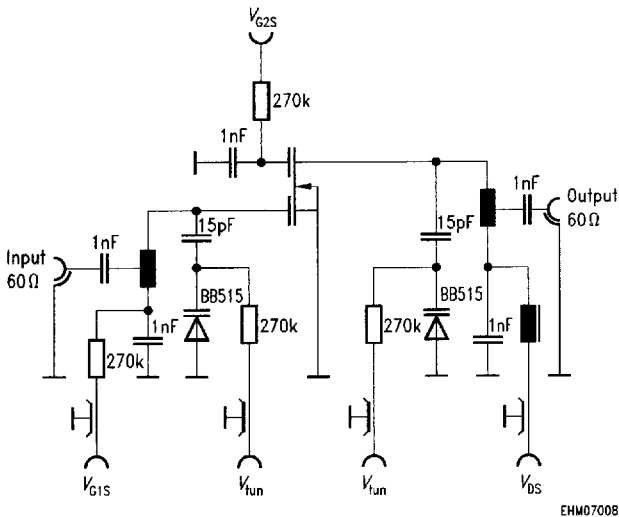 VG2S
270k
1nF
1nF
Output
60Ω
15pF
15pF
Input
60Ω
1nF
BB515
BB515
270k
1nF
270k
270k
1nF
VG1S
Vtun
Vtun
VDS
EHM07008